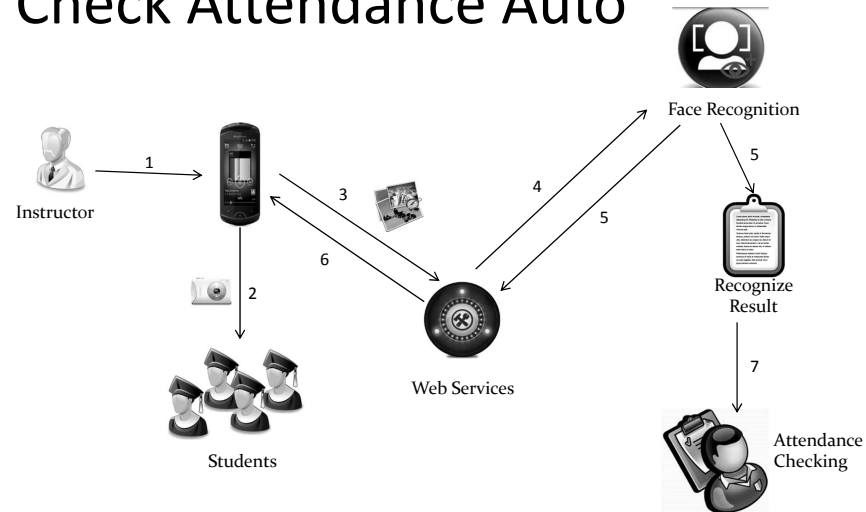 Check Attendance Auto
Face Recognition
Instructor
1
3
4
5
5
6
2
Recognize
Result
Web Services
7
Students
Attendance
Checking